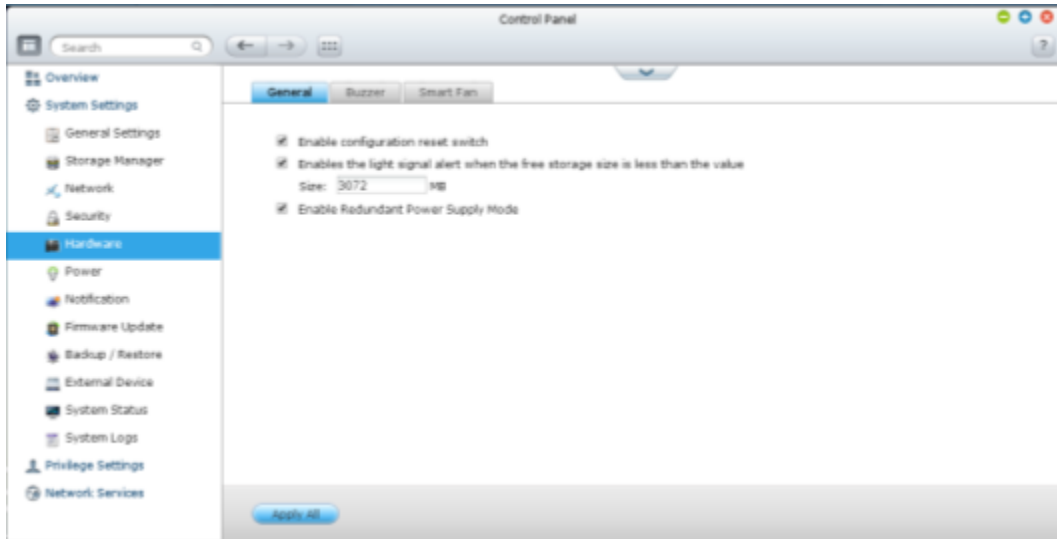 Control Panel
Search
?
Overview
System Settings
General Settings
Storage Manager
Network
Security
Hardware
Power
Notification
Firmware Update
Backup / Restore
External Device
System Status
System Logs
Privilege Settings
Network Services
General Buzzer Smart Fan
Enable configuration reset switch
Enables the light signal alert when the free storage size is less than the value
Size: 3072 MB
Enable Redundant Power Supply Mode
Apply All